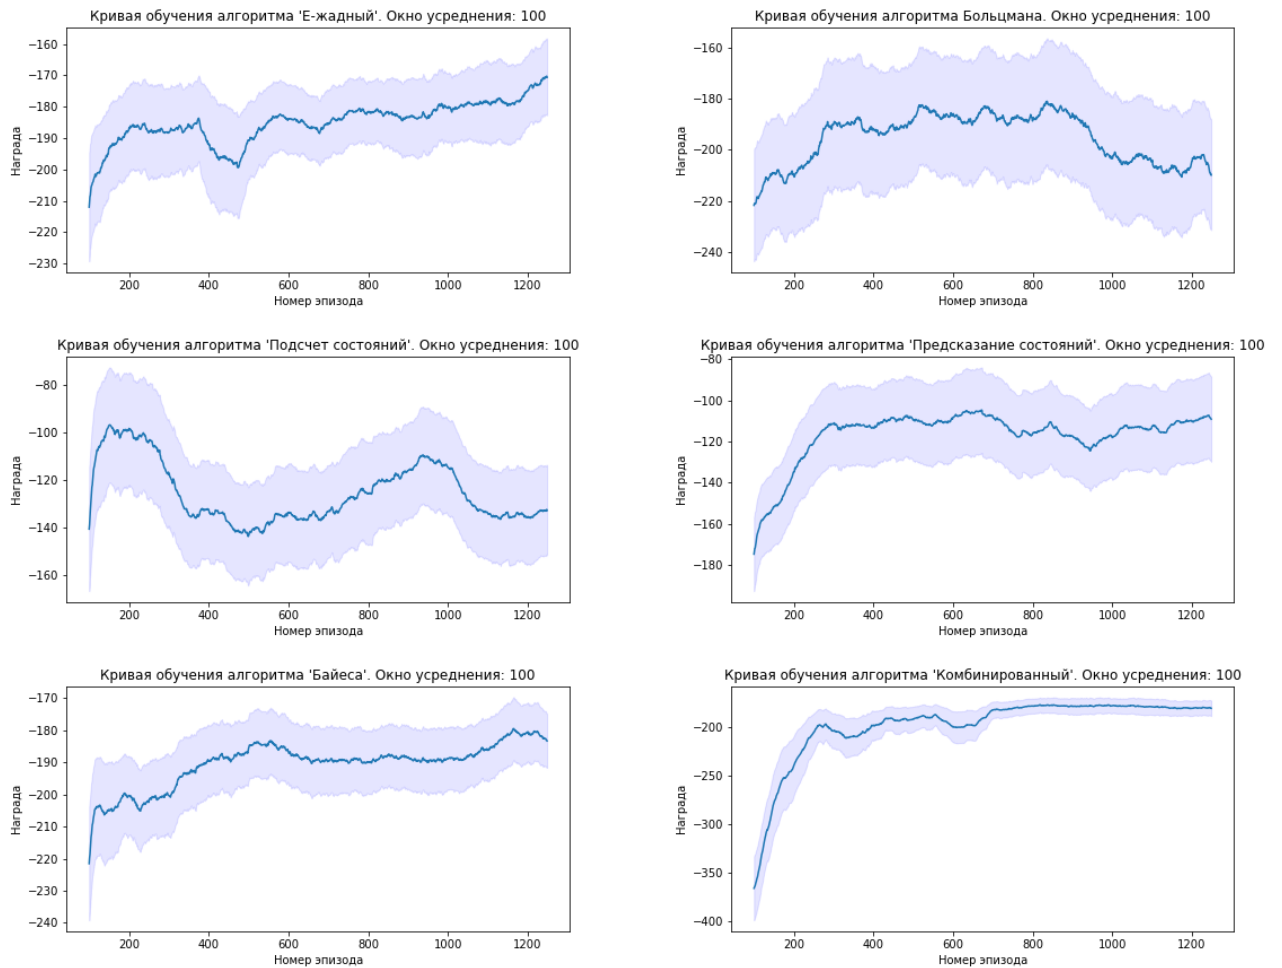 Кривая обучения алгоритма 'Е-жадный'. Окно усреднения: 100
−160
−170
−180
−190
−200
−210
−220
−230
Награда
200 400 600 800 1000 1200
Номер эпизода
Кривая обучения алгоритма Больцмана. Окно усреднения: 100
−160
−180
−200
−220
−240
Награда
200 400 600 800 1000 1200
Номер эпизода
Кривая обучения алгоритма 'Подсчет состояний'. Окно усреднения: 100
−80
−100
−120
−140
−160
Награда
200 400 600 800 1000 1200
Номер эпизода
Кривая обучения алгоритма 'Предсказание состояний'. Окно усреднения: 100
−80
−100
−120
−140
−160
−180
Награда
200 400 600 800 1000 1200
Номер эпизода
Кривая обучения алгоритма 'Байеса'. Окно усреднения: 100
−170
−180
−190
−200
−210
−220
−230
−240
Награда
200 400 600 800 1000 1200
Номер эпизода
Кривая обучения алгоритма 'Комбинированный'. Окно усреднения: 100
−200
−250
−300
−350
−400
Награда
200 400 600 800 1000 1200
Номер эпизода